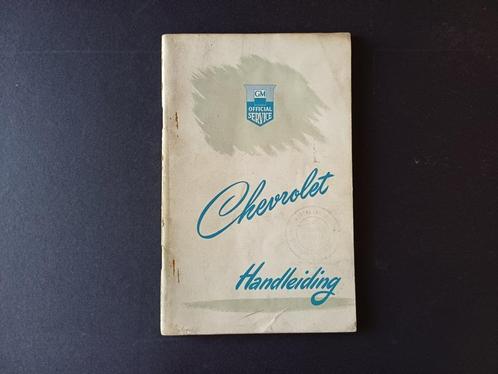 GM
OFFICIAL
SERVICE
Chevrolet
Handleiding